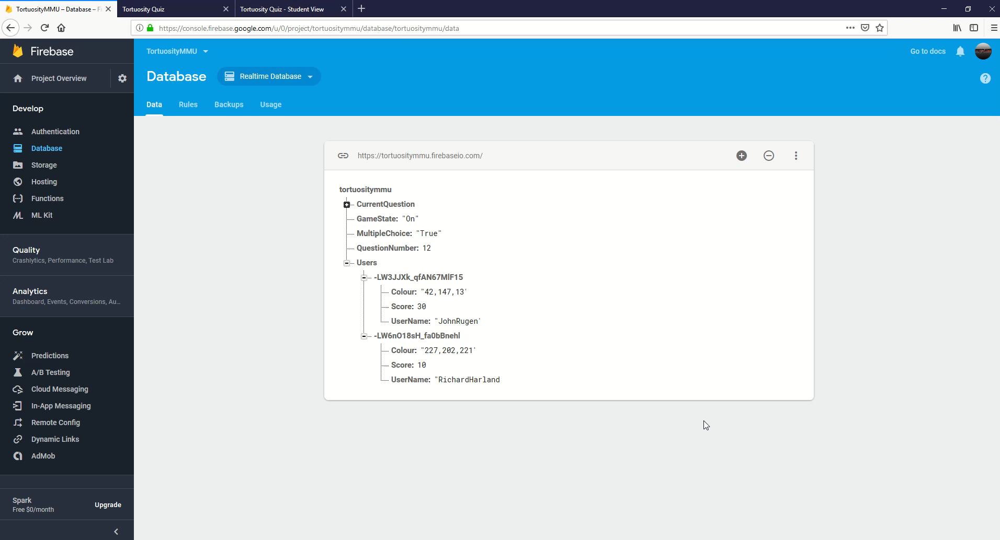 TortuosityMMU – Database – Fi
Tortuosity Quiz
Tortuosity Quiz - Student View
https://console.firebase.google.com/u/0/project/tortuositymmu/database/tortuositymmu/data
Firebase
TortuosityMMU
Go to docs
Project Overview
Database
Realtime Database
Data
Rules
Backups
Usage
Develop
Authentication
Database
Storage
Hosting
Functions
ML Kit
Quality
Crashlytics, Performance, Test Lab
Analytics
Dashboard, Events, Conversions, Au...
Grow
Predictions
A/B Testing
Cloud Messaging
In-App Messaging
Remote Config
Dynamic Links
AdMob
Spark
Free $0/month
Upgrade
https://tortuositymmu.firebaseio.com/
tortuositymmu
CurrentQuestion
GameState: "On"
MultipleChoice: "True"
QuestionNumber: 12
Users
-LW3JJXk_qfAN67MlF15
Colour: "42,147,13'
Score: 30
UserName: "JohnRugen'
-LW6nO18sH_fa0bBnehl
Colour: "227,202,221'
Score: 10
UserName: "RichardHarland